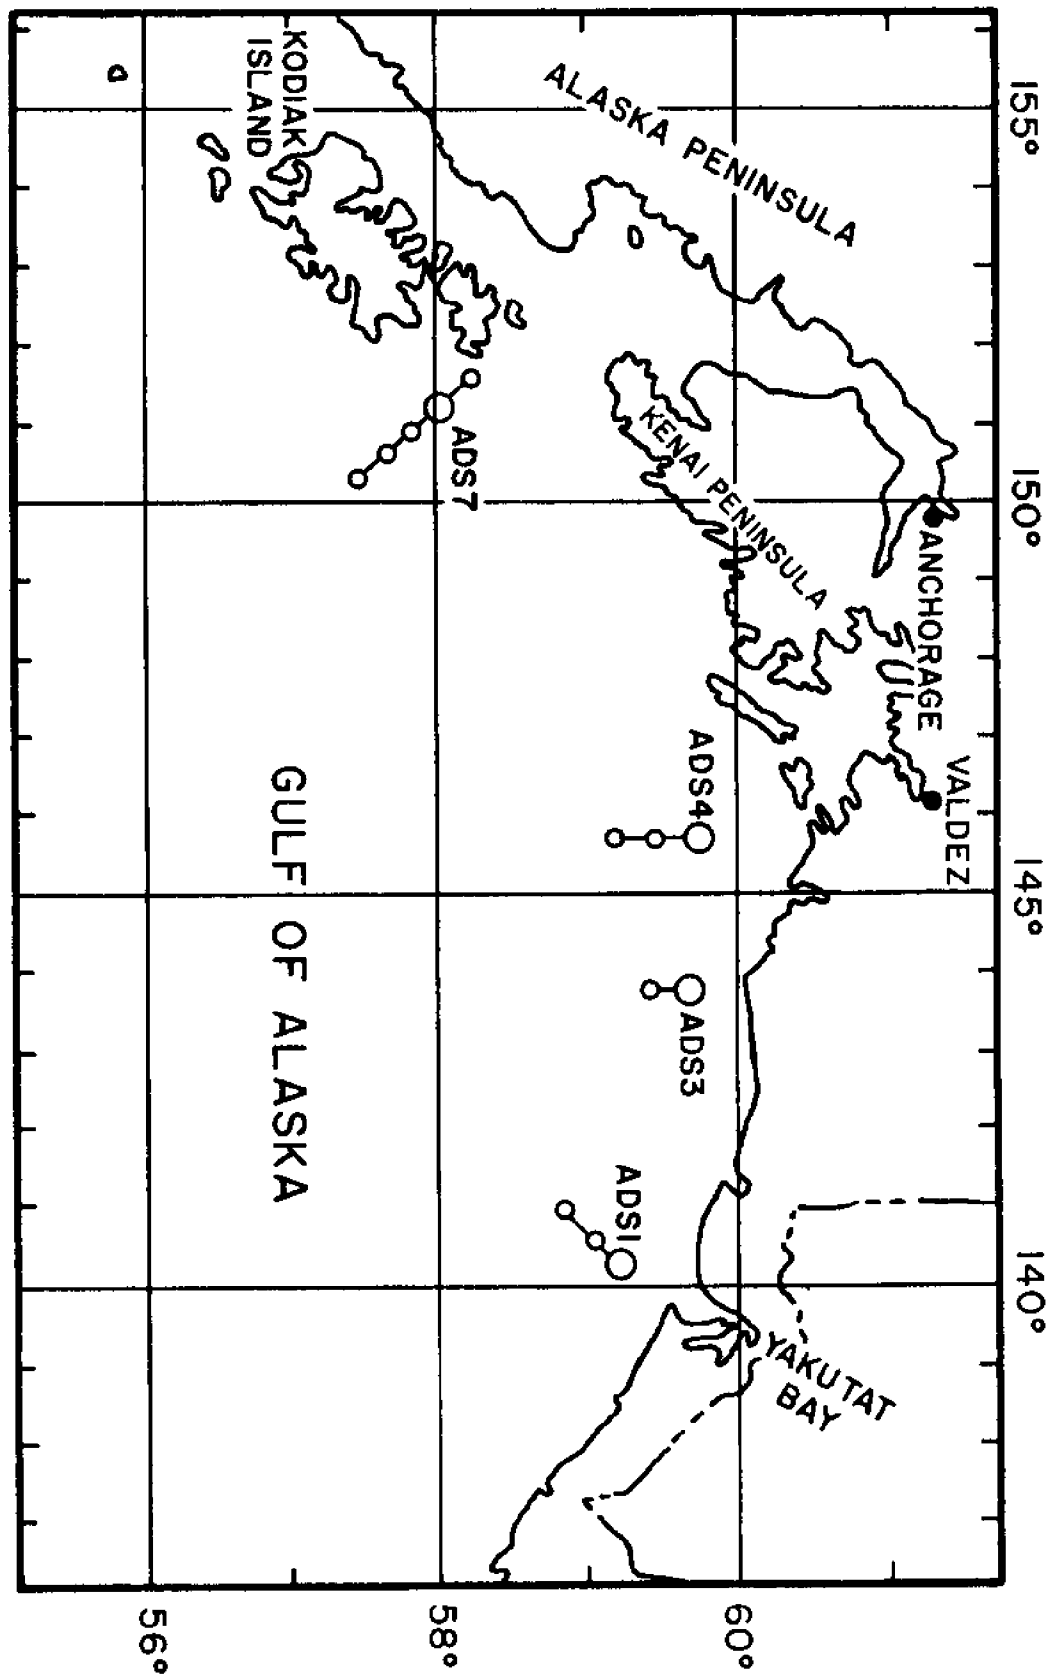 155°
150°
145°
140°
ALASKA PENINSULA
KODIAK
ISLAND
KENAI PENINSULA
ANCHORAGE
VALDEZ
ADS7
ADS4
ADS3
ADS1
YAKUTAT
BAY
GULF OF ALASKA
60°
58°
56°